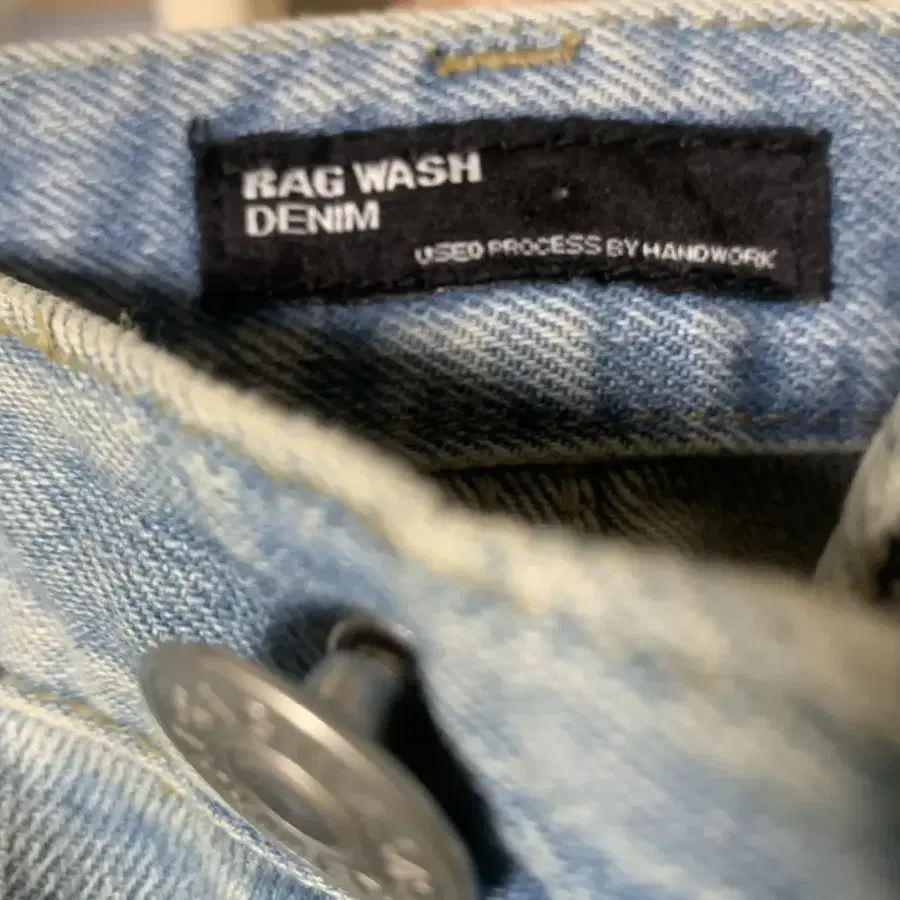 RAG WASH
DENIM
USED PROCESS BY HANDWORK